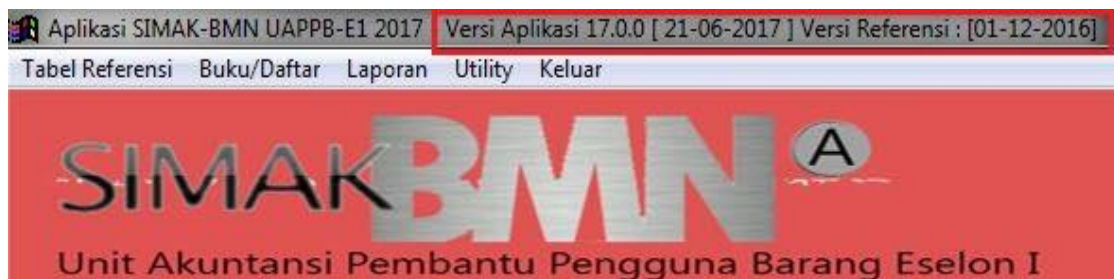 Aplikasi SIMAK-BMN UAPPB-E1 2017 Versi Aplikasi 17.0.0 [ 21-06-2017 ] Versi Referensi : [01-12-2016]
Tabel Referensi Buku/Daftar Laporan Utility Keluar
SIMAK BMN A
Unit Akuntansi Pembantu Pengguna Barang Eselon I